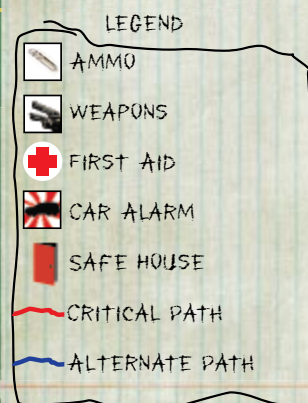 LEGEND
AMMO
WEAPONS
FIRST AID
CAR ALARM
SAFE HOUSE
CRITICAL PATH
ALTERNATE PATH